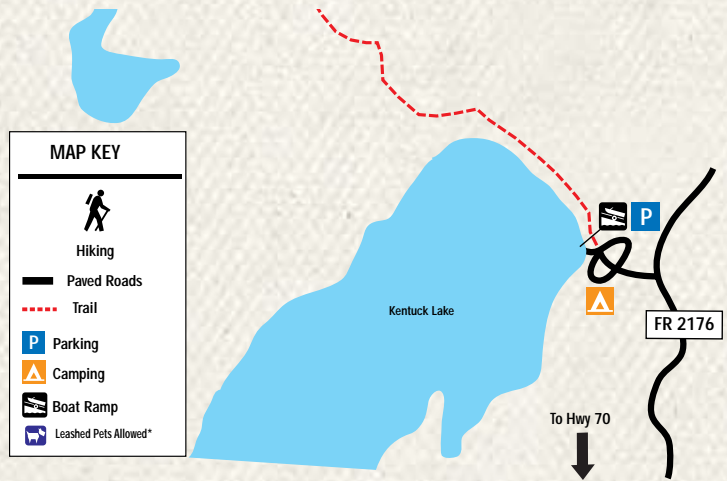 MAP KEY
Hiking
Paved Roads
Trail
P Parking
Camping
Boat Ramp
Leashed Pets Allowed*
Kentuck Lake
P
FR 2176
To Hwy 70